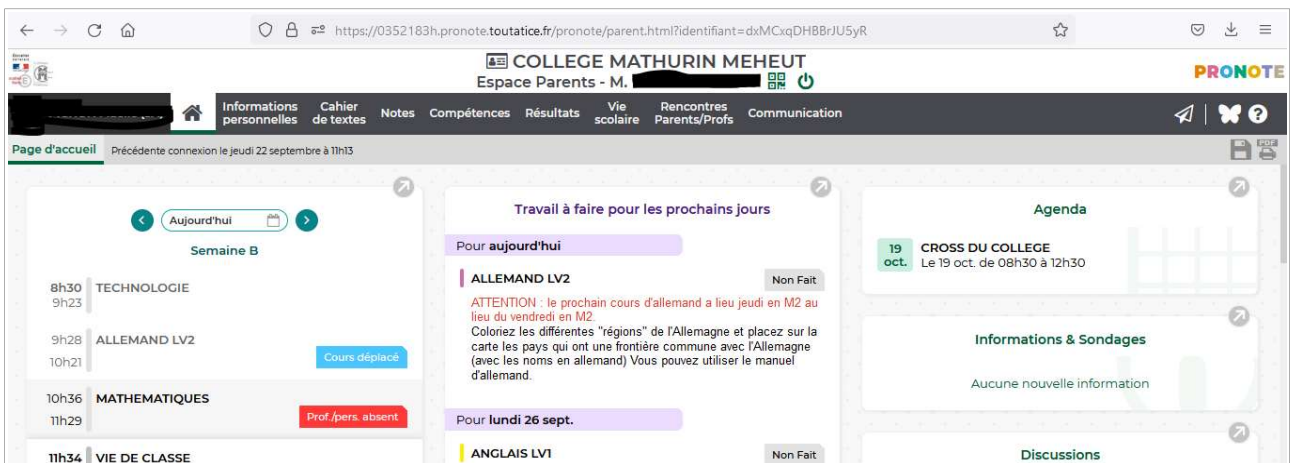 https://0352183h.pronote.toutatice.fr/pronote/parent.html?identifiant=dxMCxqDHBBrJU5yR
COLLEGE MATHURIN MEHEUT
Espace Parents - M.
PRONOTE
Informations personnelles
Cahier de textes
Notes
Compétences
Résultats
Vie scolaire
Rencontres Parents/Profs
Communication
Page d'accueil
Précédente connexion le jeudi 22 septembre à 11h13
PDF
Aujourd'hui
Semaine B
8h30 TECHNOLOGIE
9h23
9h28 ALLEMAND LV2
10h21 Cours déplacé
10h36 MATHEMATIQUES
11h29 Prof./pers. absent
11h34 VIE DE CLASSE
Travail à faire pour les prochains jours
Pour aujourd'hui
ALLEMAND LV2 Non Fait
ATTENTION : le prochain cours d'allemand a lieu jeudi en M2 au
lieu du vendredi en M2.
Coloriez les différentes "régions" de l'Allemagne et placez sur la
carte les pays qui ont une frontière commune avec l'Allemagne
(avec les noms en allemand) Vous pouvez utiliser le manuel
d'allemand.
Pour lundi 26 sept.
ANGLAIS LV1 Non Fait
Agenda
19 oct.
CROSS DU COLLEGE
Le 19 oct. de 08h30 à 12h30
Informations & Sondages
Aucune nouvelle information
Discussions